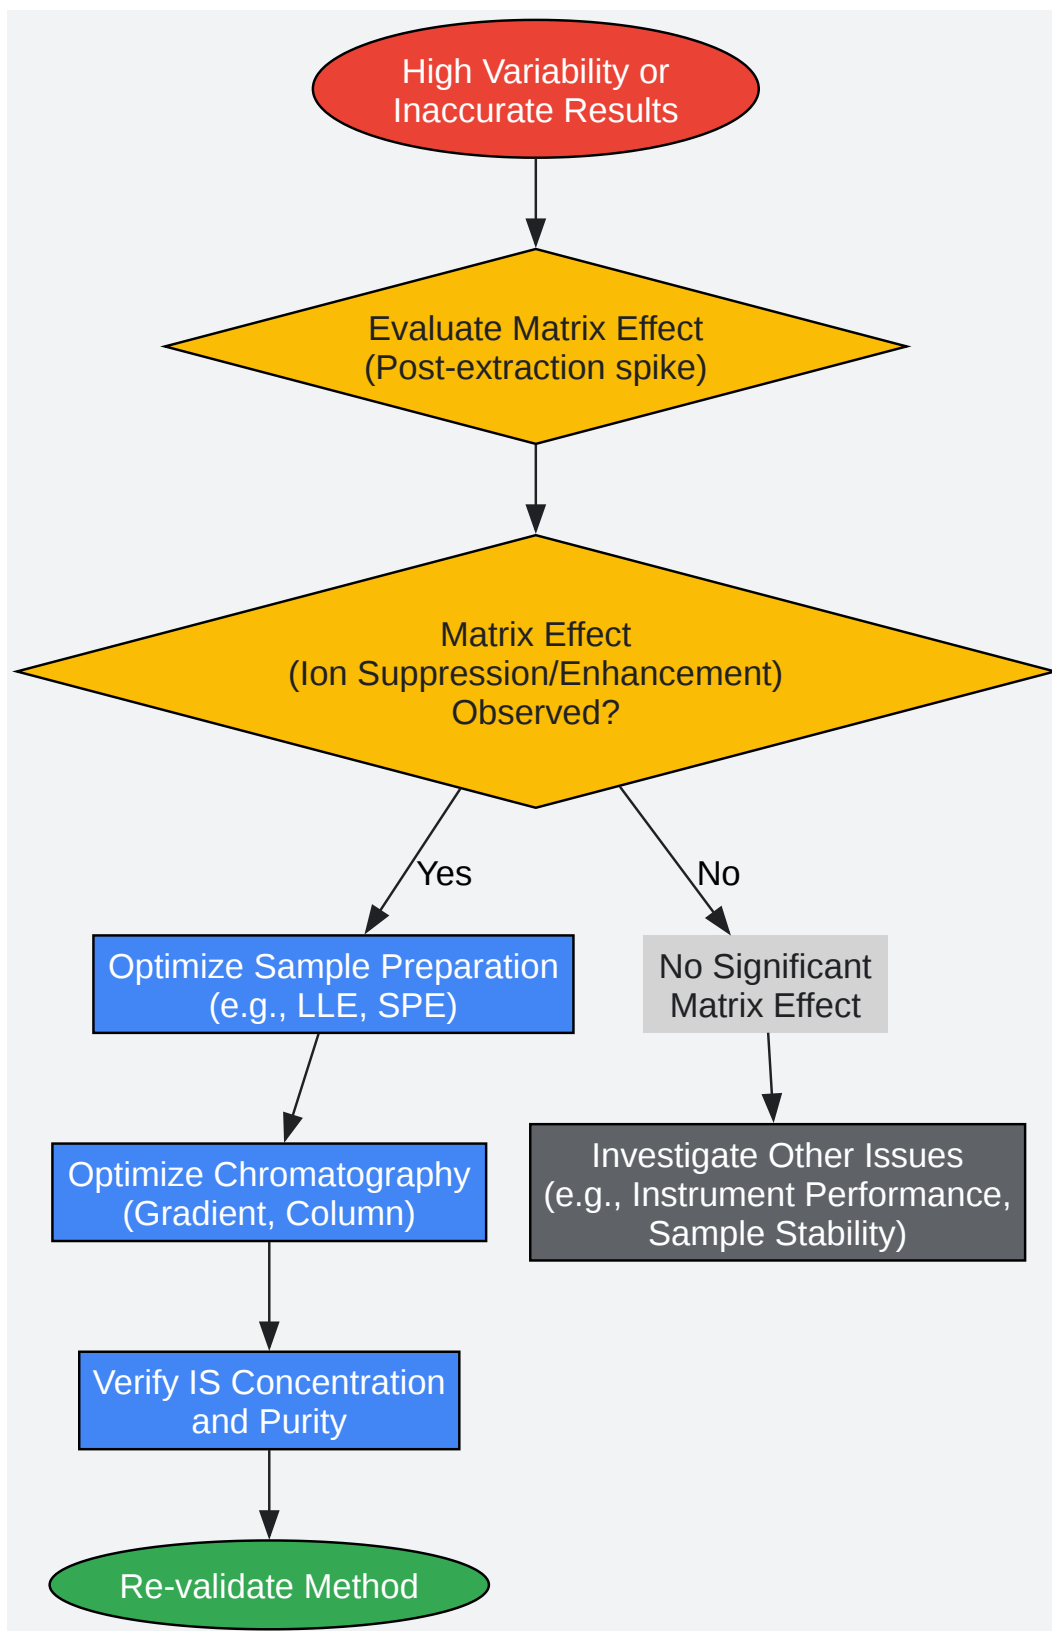 High Variability or
Inaccurate Results
Evaluate Matrix Effect
(Post-extraction spike)
Matrix Effect
(Ion Suppression/Enhancement)
Observed?
Yes
No
Optimize Sample Preparation
(e.g., LLE, SPE)
No Significant
Matrix Effect
Optimize Chromatography
(Gradient, Column)
Investigate Other Issues
(e.g., Instrument Performance,
Sample Stability)
Verify IS Concentration
and Purity
Re-validate Method